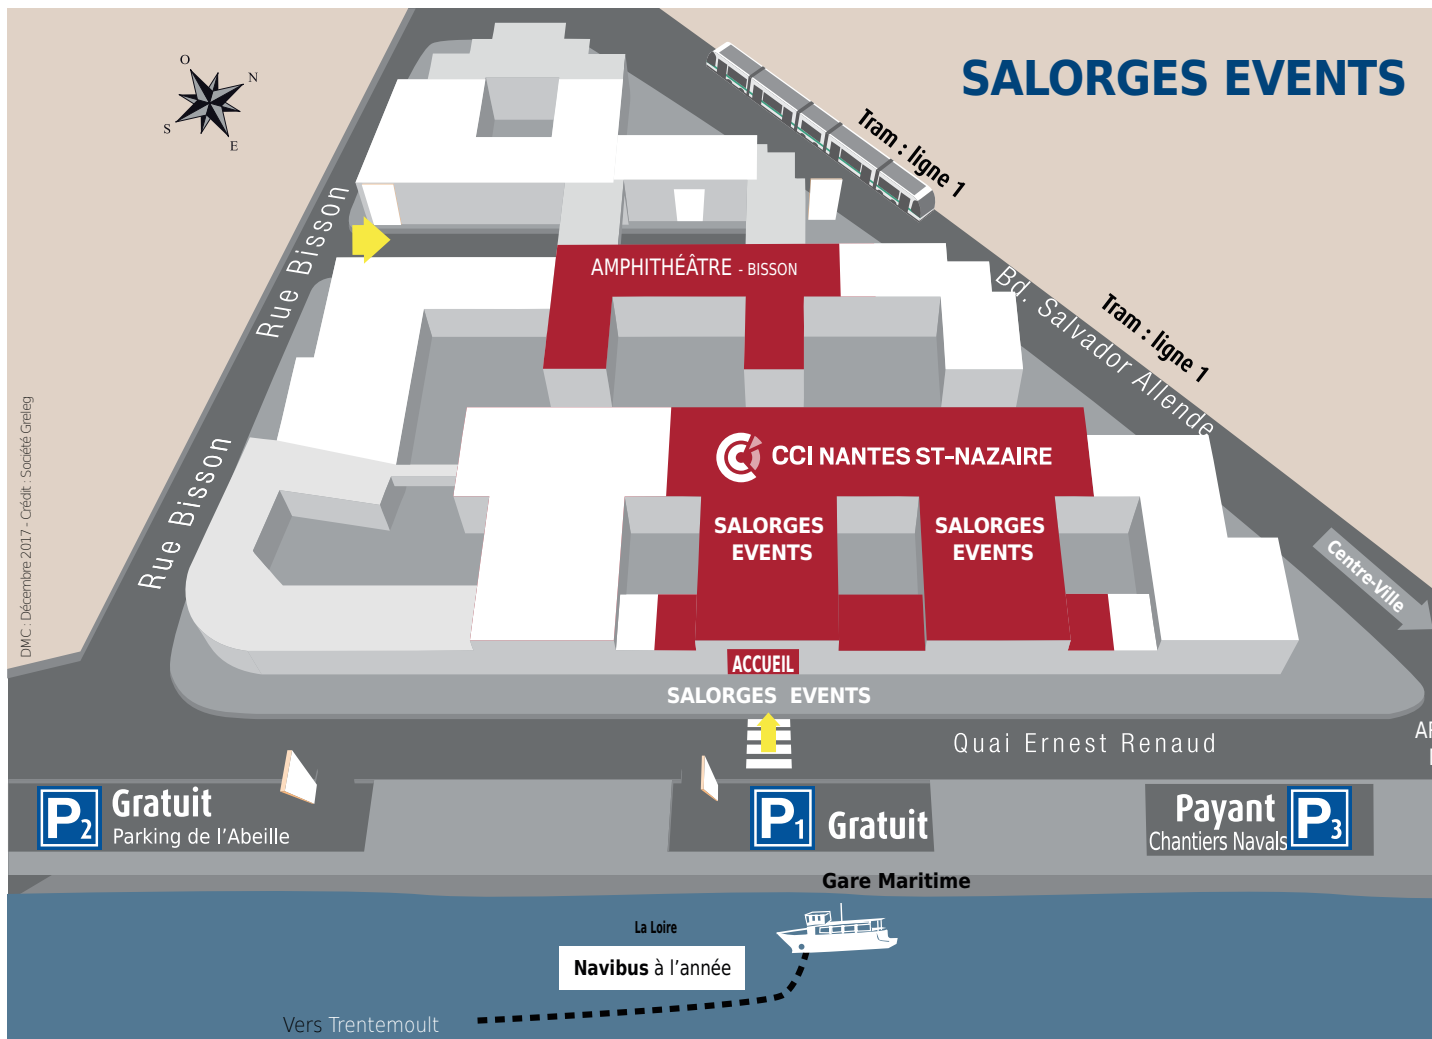 SALORGES EVENTS
O
N
S
E
Tram : ligne 1
Rue Bisson
AMPHITHÉÂTRE - BISSON
Bd. Salvador Allende
Tram : ligne 1
DMC : Décembre 2017 - Crédit : Société Greleg
Rue Bisson
CCI NANTES ST-NAZAIRE
SALORGES
EVENTS
SALORGES
EVENTS
Centre-Ville
ACCUEIL
SALORGES EVENTS
Quai Ernest Renaud
P2
Gratuit
Parking de l'Abeille
P1
Gratuit
Payant
Chantiers Navals
P3
Gare Maritime
La Loire
Navibus à l'année
Vers Trentemoult